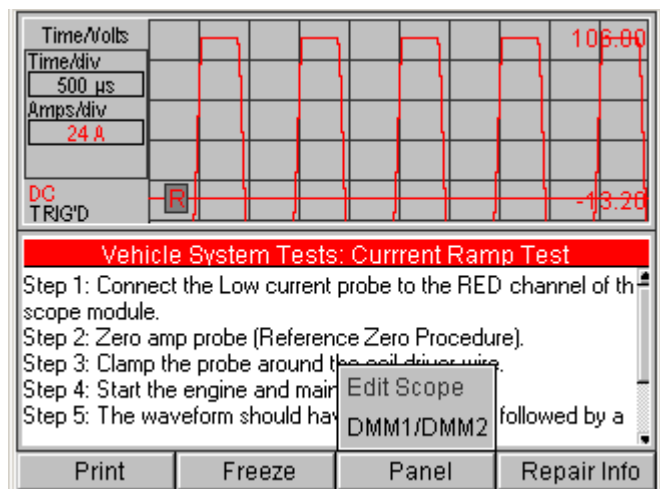 Time/Volts
Time/div
500 µs
Amps/div
24 A
DC
TRIG'D
R
106.80
-13.20
Vehicle System Tests: Currrent Ramp Test
Step 1: Connect the Low current probe to the RED channel of th
scope module.
Step 2: Zero amp probe (Reference Zero Procedure).
Step 3: Clamp the probe around the coil driver wire.
Step 4: Start the engine and main
Step 5: The waveform should hav followed by a
Edit Scope
DMM1/DMM2
Print Freeze Panel Repair Info